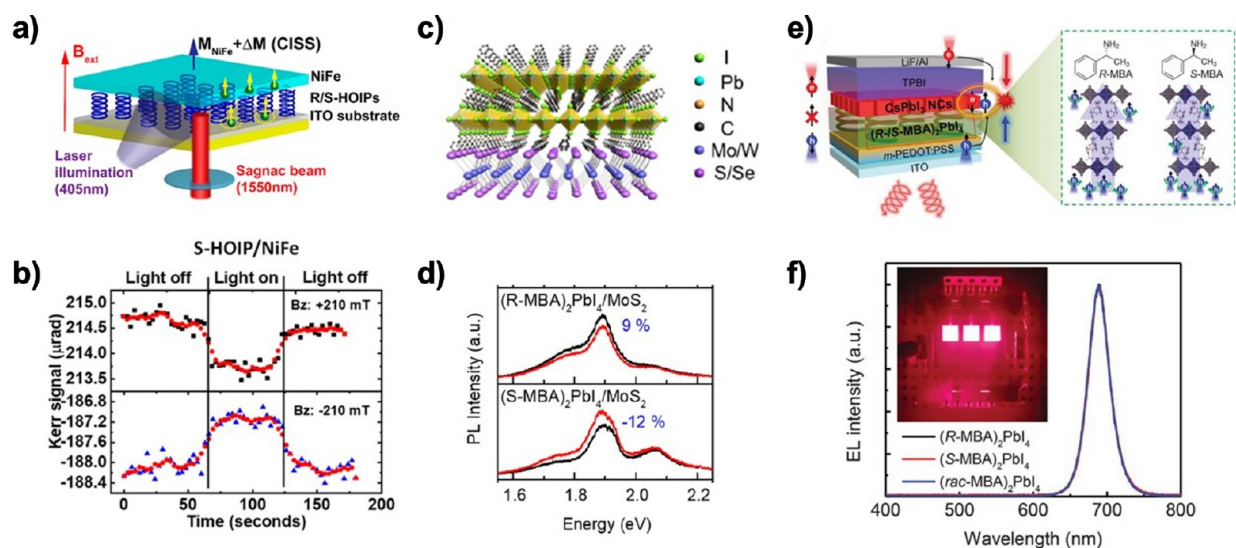 a)
B_ext
M_NiFe+ΔM (CISS)
NiFe
R/S-HOIPs
ITO substrate
Laser
illumination
(405nm)
Sagnac beam
(1550nm)
b)
S-HOIP/NiFe
Light off
Light on
Light off
Kerr signal (μrad)
215.0
214.5
214.0
213.5
Bz: +210 mT
-186.8
-187.2
-187.6
-188.0
-188.4
Bz: -210 mT
0
50
100
150
200
Time (seconds)
c)
I
Pb
N
C
Mo/W
S/Se
d)
PL Intensity (a.u.)
(R-MBA)₂PbI₄/MoS₂
9 %
(S-MBA)₂PbI₄/MoS₂
-12 %
1.6
1.8
2.0
2.2
Energy (eV)
e)
LiF/Al
TPBI
CsPbI₃ NCs
(R-/S-MBA)₂PbI₄
m-PEDOT:PSS
ITO
NH₂
CH₃
R-MBA
NH₂
CH₃
S-MBA
f)
EL intensity (a.u.)
(R-MBA)₂PbI₄
(S-MBA)₂PbI₄
(rac-MBA)₂PbI₄
400
500
600
700
800
Wavelength (nm)